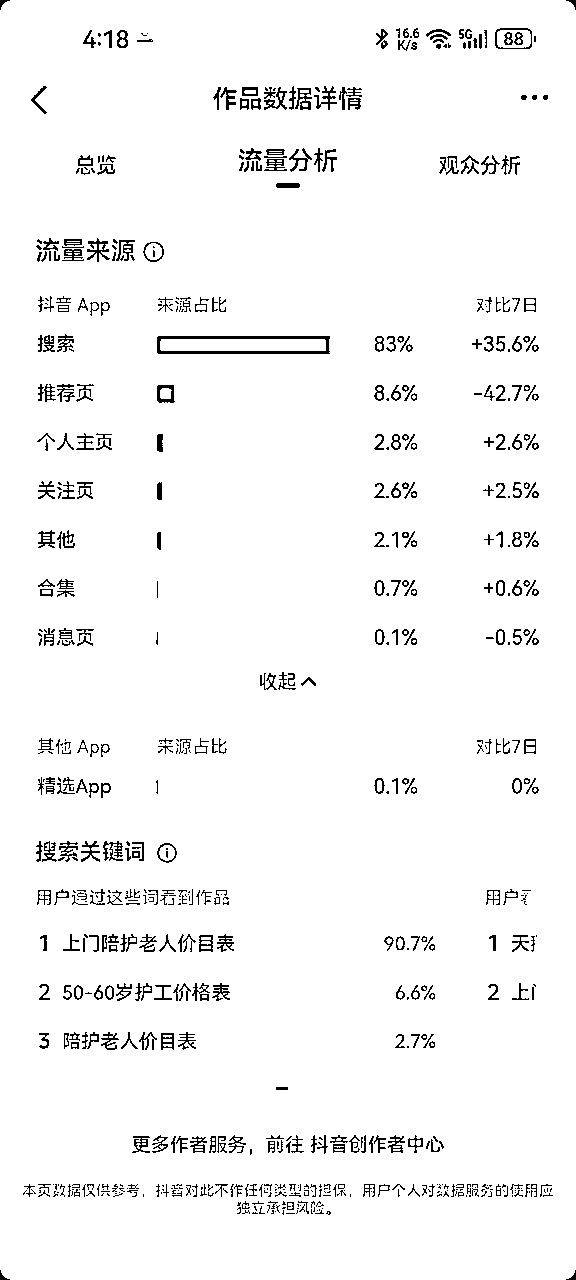 4:18
16.6 K/s 5G 88
作品数据详情
总览 流量分析 观众分析
流量来源
抖音 App 来源占比 对比7日
搜索 83% +35.6%
推荐页 8.6% -42.7%
个人主页 2.8% +2.6%
关注页 2.6% +2.5%
其他 2.1% +1.8%
合集 0.7% +0.6%
消息页 0.1% -0.5%
收起
其他 App 来源占比 对比7日
精选App 0.1% 0%
搜索关键词
用户通过这些词看到作品 用户
1 上门陪护老人价目表 90.7% 1 天
2 50-60岁护工价格表 6.6% 2 上
3 陪护老人价目表 2.7%
更多作者服务，前往 抖音创作者中心
本页数据仅供参考，抖音对此不作任何类型的担保，用户个人对数据服务的使用应
独立承担风险。